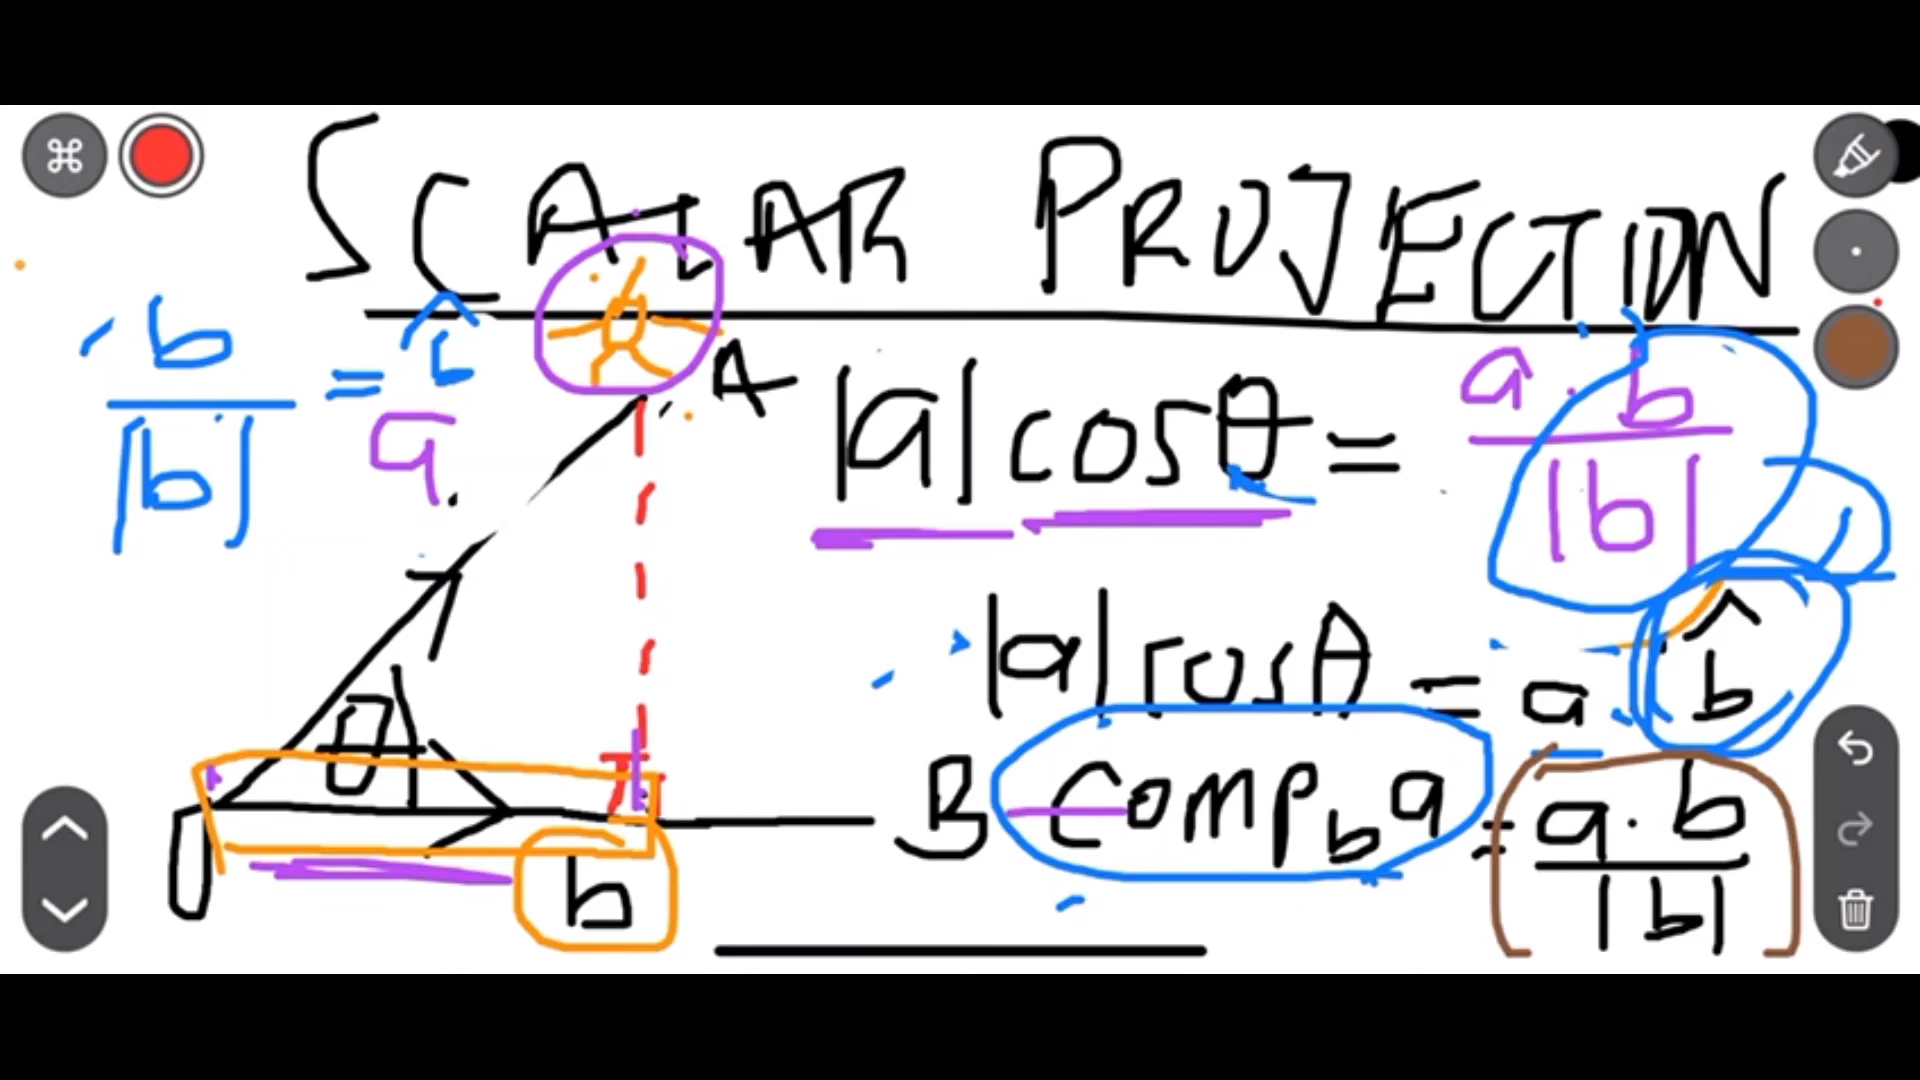 SCALAR PROJECTION
b / |b| = b̂
A
|a| cosθ = a · b / |b|
a
|a| cosθ = a · b̂
θ
O
B
Comp_b a = a · b / |b|
b